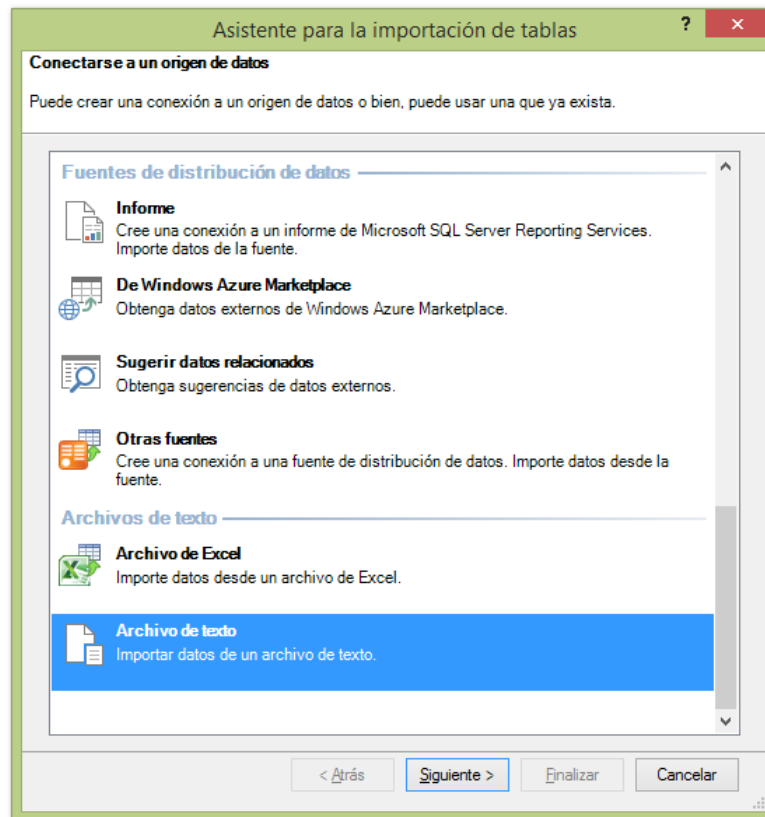 Asistente para la importación de tablas
?
×
Conectarse a un origen de datos
Puede crear una conexión a un origen de datos o bien, puede usar una que ya exista.
Fuentes de distribución de datos
Informe
Cree una conexión a un informe de Microsoft SQL Server Reporting Services.
Importe datos de la fuente.
De Windows Azure Marketplace
Obtenga datos externos de Windows Azure Marketplace.
Sugerir datos relacionados
Obtenga sugerencias de datos externos.
Otras fuentes
Cree una conexión a una fuente de distribución de datos. Importe datos desde la
fuente.
Archivos de texto
Archivo de Excel
Importe datos desde un archivo de Excel.
Archivo de texto
Importar datos de un archivo de texto.
< Atrás
Siguiente >
Finalizar
Cancelar